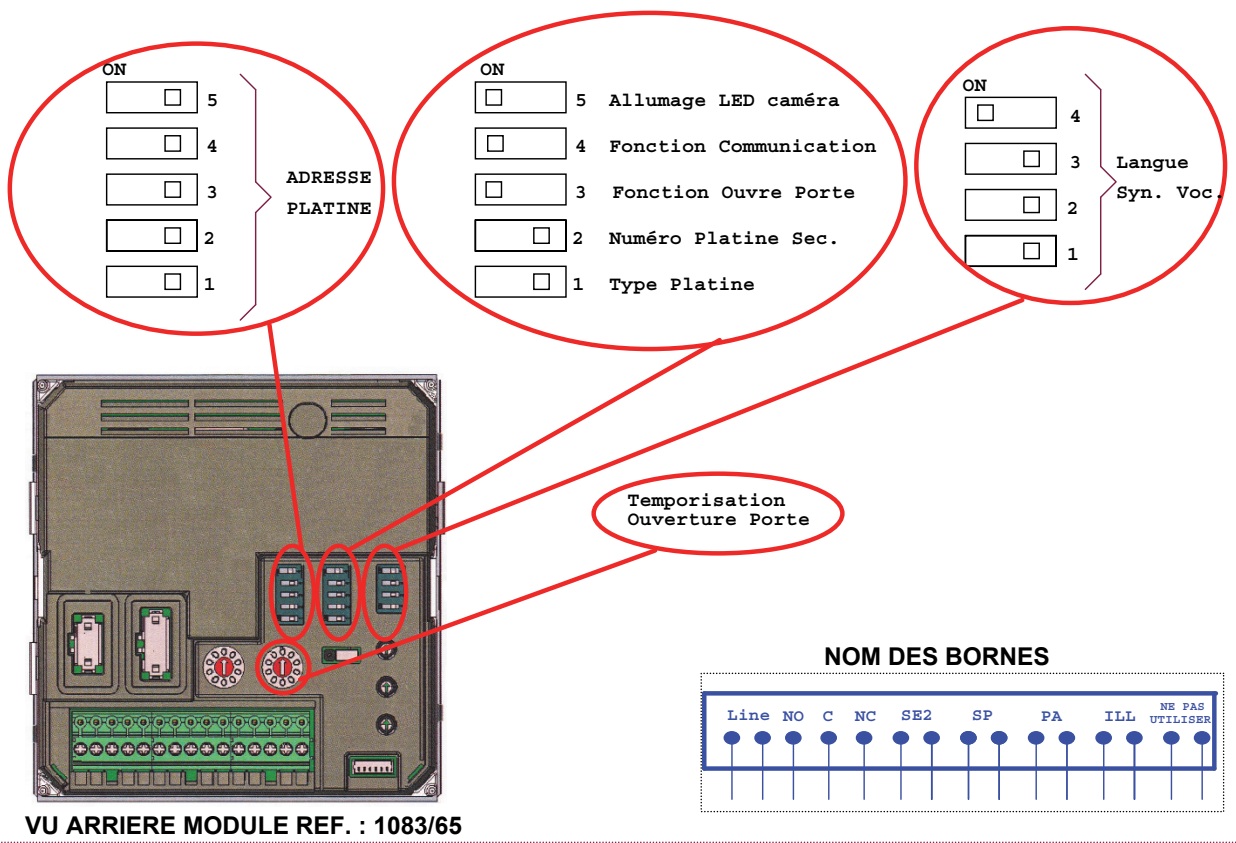 ON
5
4
3
2
1
ADRESSE
PLATINE
ON
5 Allumage LED caméra
4 Fonction Communication
3 Fonction Ouvre Porte
2 Numéro Platine Sec.
1 Type Platine
ON
4
3
2
1
Langue
Syn. Voc.
Temporisation
Ouverture Porte
NOM DES BORNES
Line NO C NC SE2 SP PA ILL NE PAS
UTILISER
VU ARRIERE MODULE REF. : 1083/65